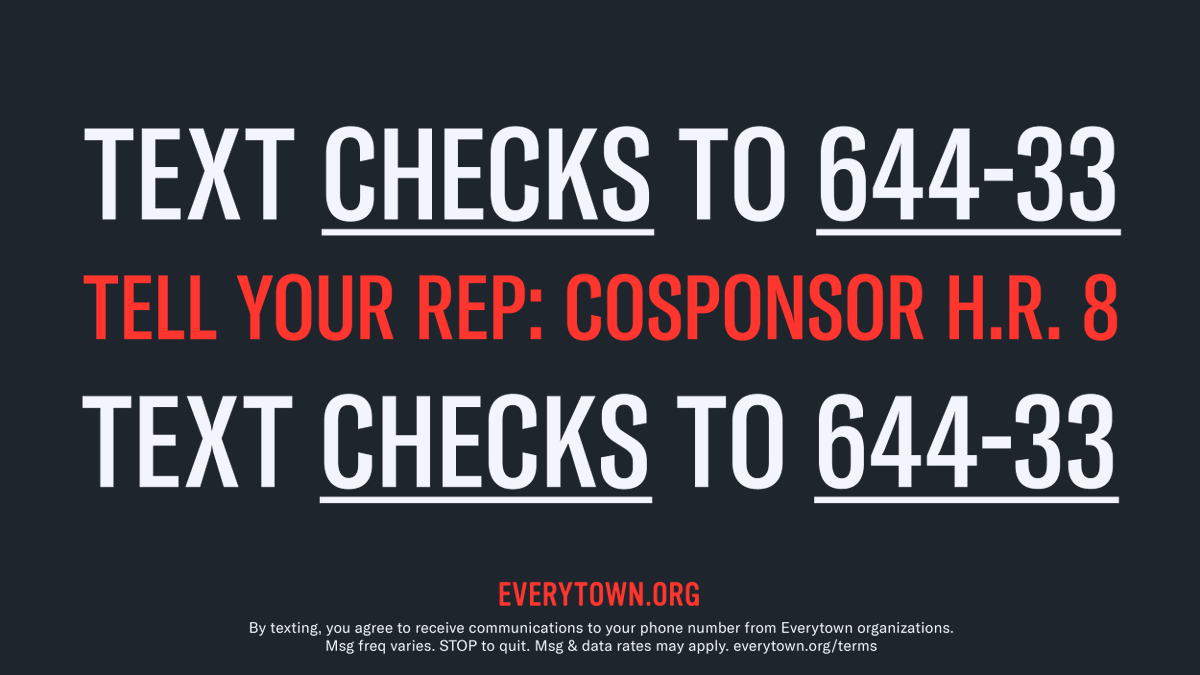 TEXT CHECKS TO 644-33
TELL YOUR REP: COSPONSOR H.R. 8
TEXT CHECKS TO 644-33
EVERYTOWN.ORG
By texting, you agree to receive communications to your phone number from Everytown organizations.
Msg freq varies. STOP to quit. Msg & data rates may apply. everytown.org/terms